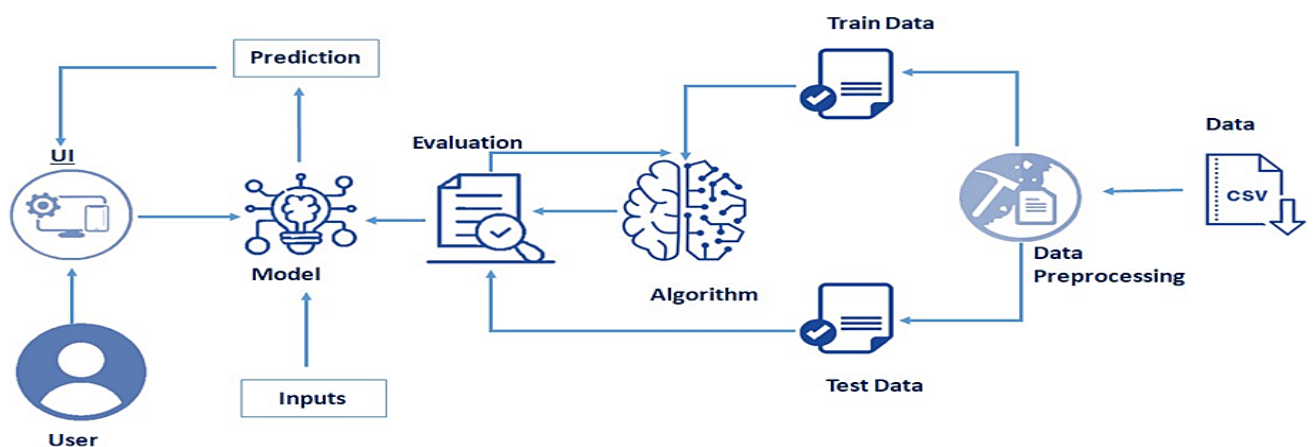 Train Data
Prediction
Data
Evaluation
UI
CSV
Model
Data
Preprocessing
Algorithm
Test Data
Inputs
User